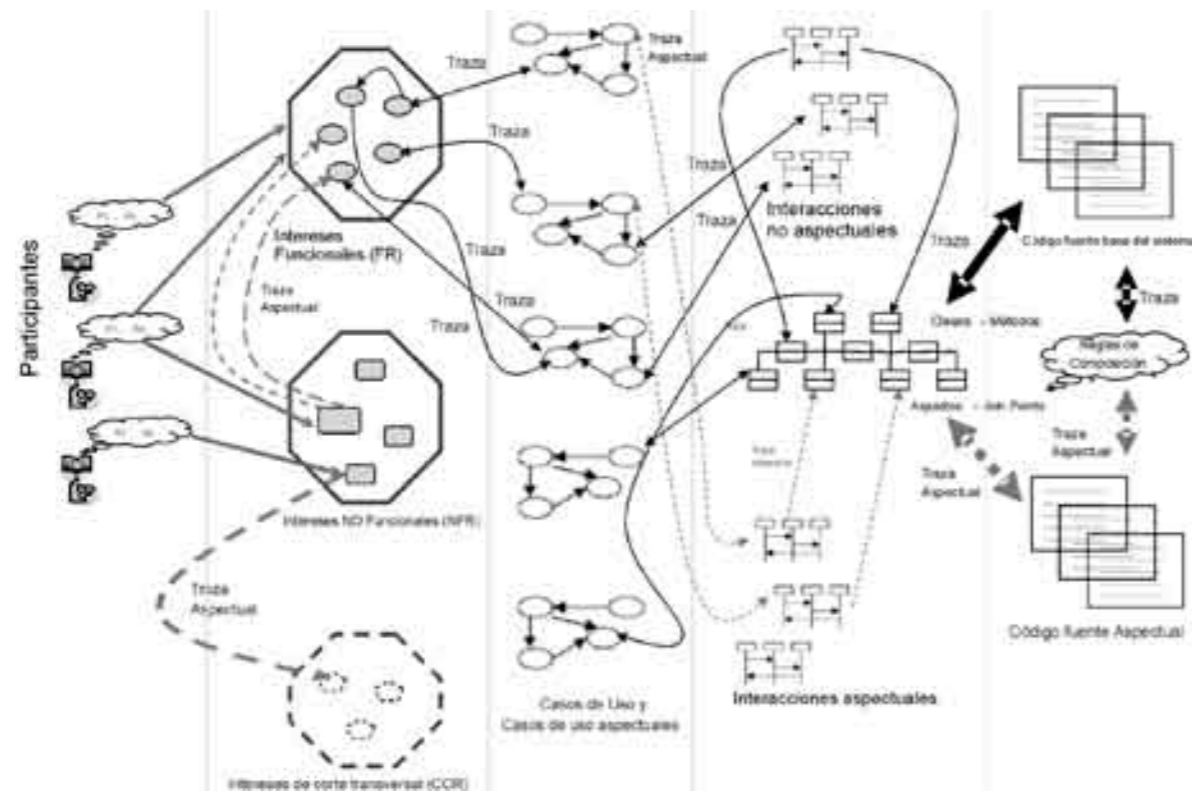 Participantes
Traza
Traza
Aspectual
Traza
Traza
Traza
Intereses
Funcionales (FR)
Traza
Interacciones
no aspectuales
Traza
Código fuente base del sistema
Traza
Aspectual
Traza
Traza
Traza
Clases - Métodos
Reglas de
Composición
Aspectos - Join Points
Traza
Aspectual
Traza
Aspectual
Intereses NO Funcionales (NFR)
Traza
Aspectual
Código fuente Aspectual
Casos de Uso y
Casos de uso aspectuales
Interacciones aspectuales
Intereses de corte transversal (CCR)